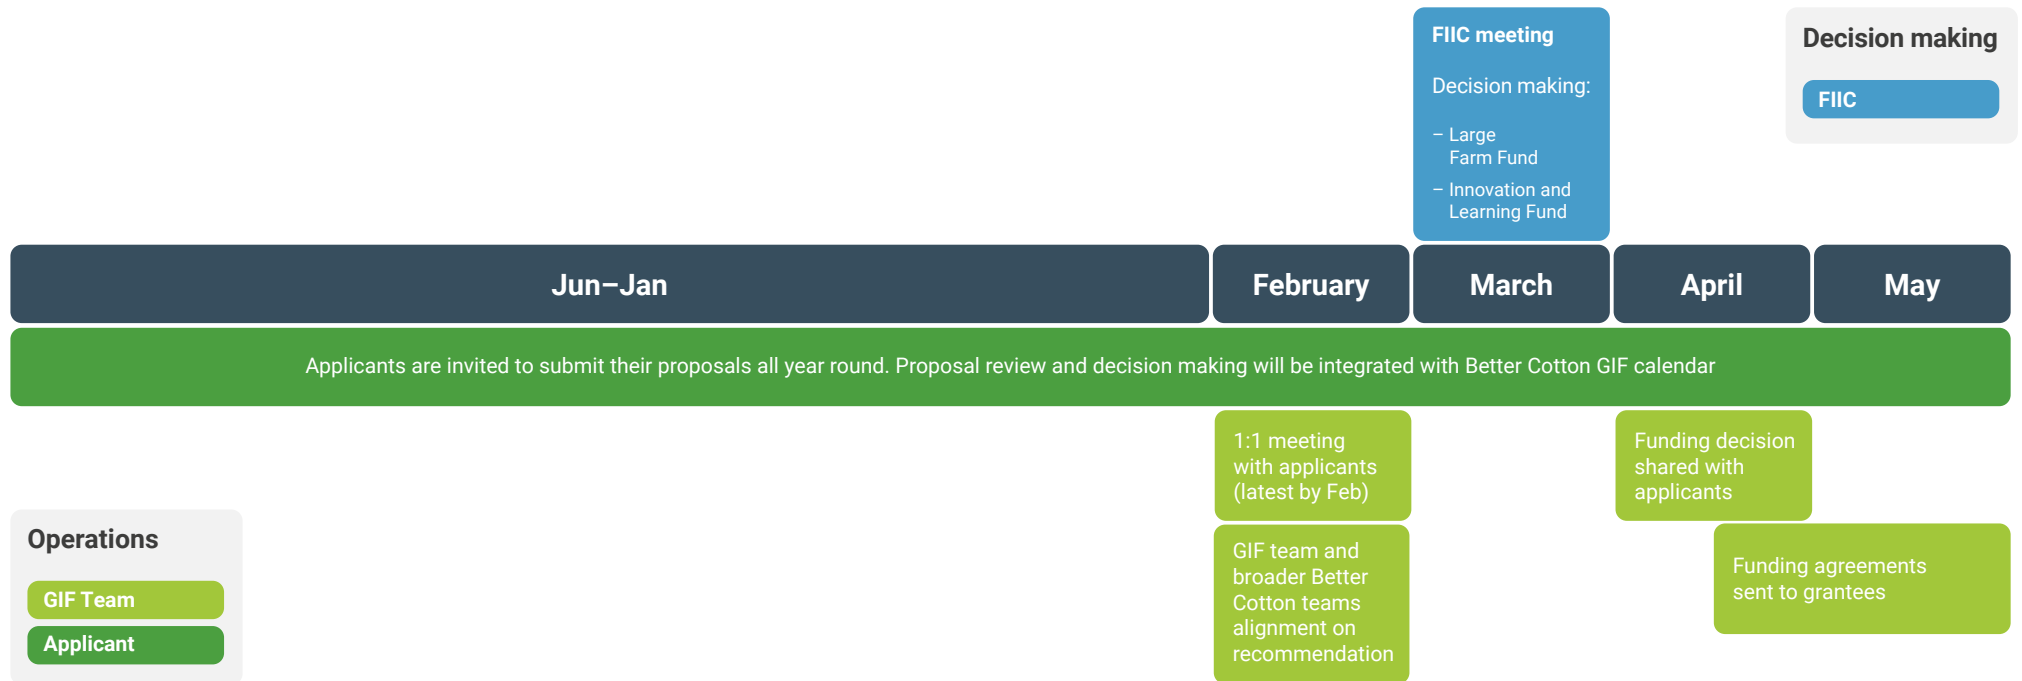 FIIC meeting
Decision making:
– Large
Farm Fund
– Innovation and
Learning Fund
Decision making
FIIC
Jun–Jan
February
March
April
May
Applicants are invited to submit their proposals all year round. Proposal review and decision making will be integrated with Better Cotton GIF calendar
1:1 meeting
with applicants
(latest by Feb)
GIF team and
broader Better
Cotton teams
alignment on
recommendation
Funding decision
shared with
applicants
Funding agreements
sent to grantees
Operations
GIF Team
Applicant